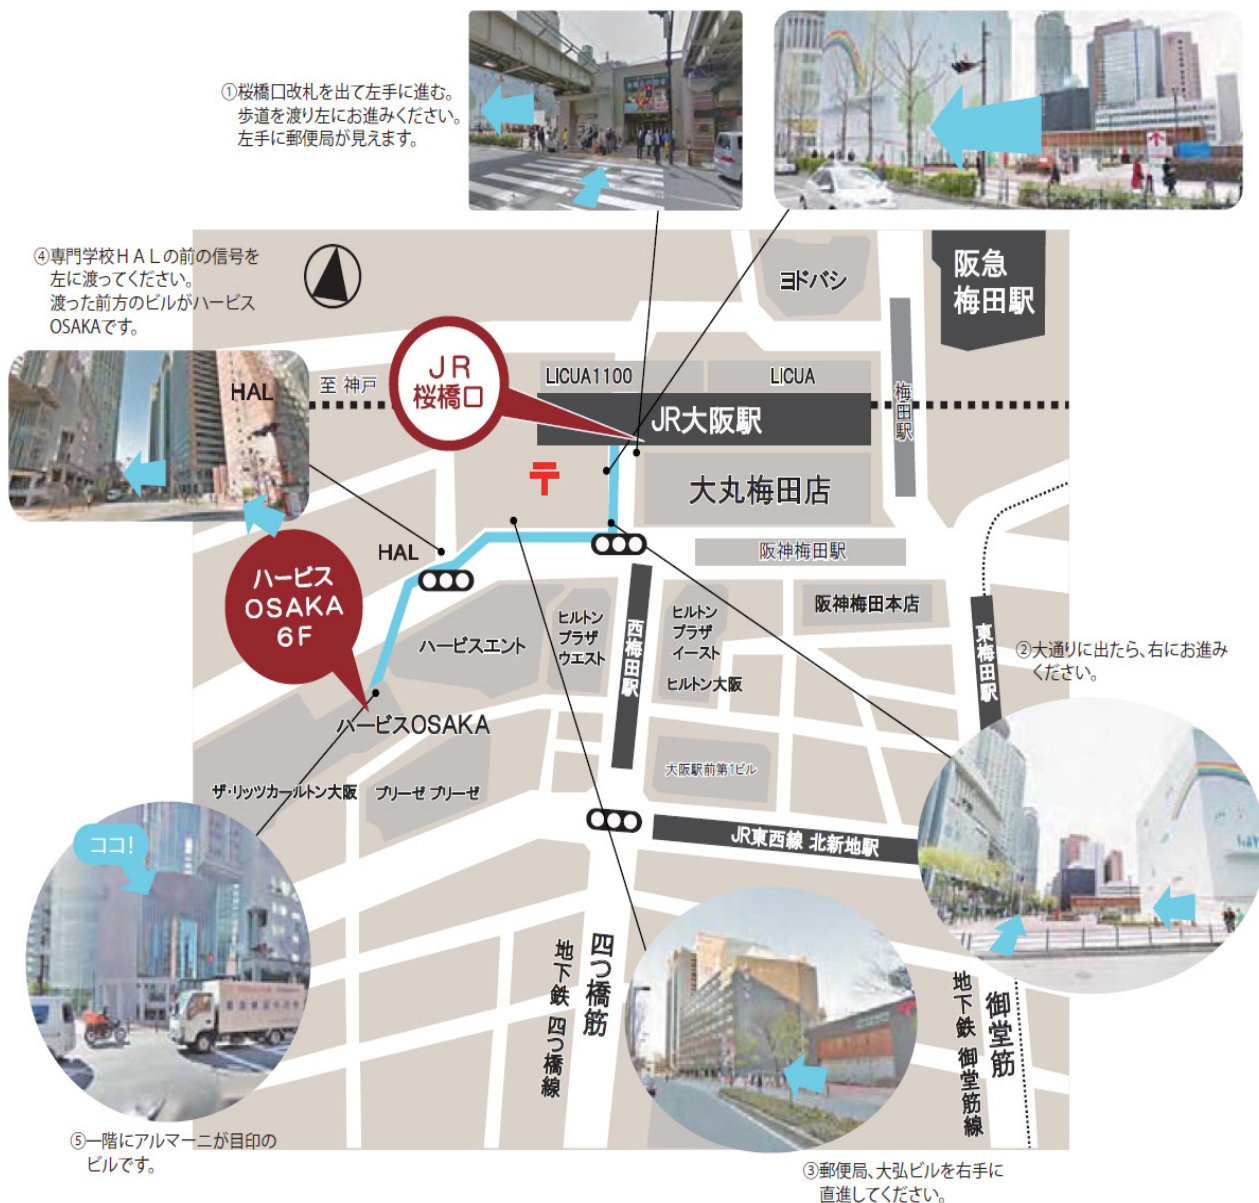 ①桜橋口改札を出て左手に進む。
歩道を渡り左にお進みください。
左手に郵便局が見えます。
④専門学校HALの前の信号を
左に渡ってください。
渡った前方のビルがハービス
OSAKAです。
HAL
至 神戸
JR
桜橋口
LICUA1100
LICUA
ヨドバシ
阪急
梅田駅
梅田駅
JR大阪駅
〒
大丸梅田店
阪神梅田駅
HAL
ハービス
OSAKA
6F
ハービスエント
ヒルトン
プラザ
ウエスト
西梅田駅
ヒルトン
プラザ
イースト
ヒルトン大阪
阪神梅田本店
東梅田駅
②大通りに出たら、右にお進み
ください。
ハービスOSAKA
ザ・リッツカールトン大阪
ブリーゼ ブリーゼ
大阪駅前第1ビル
JR東西線 北新地駅
ココ!
四つ橋筋
地下鉄 四つ橋線
御堂筋
地下鉄 御堂筋線
⑤一階にアルマーニが目印の
ビルです。
③郵便局、大弘ビルを右手に
直進してください。